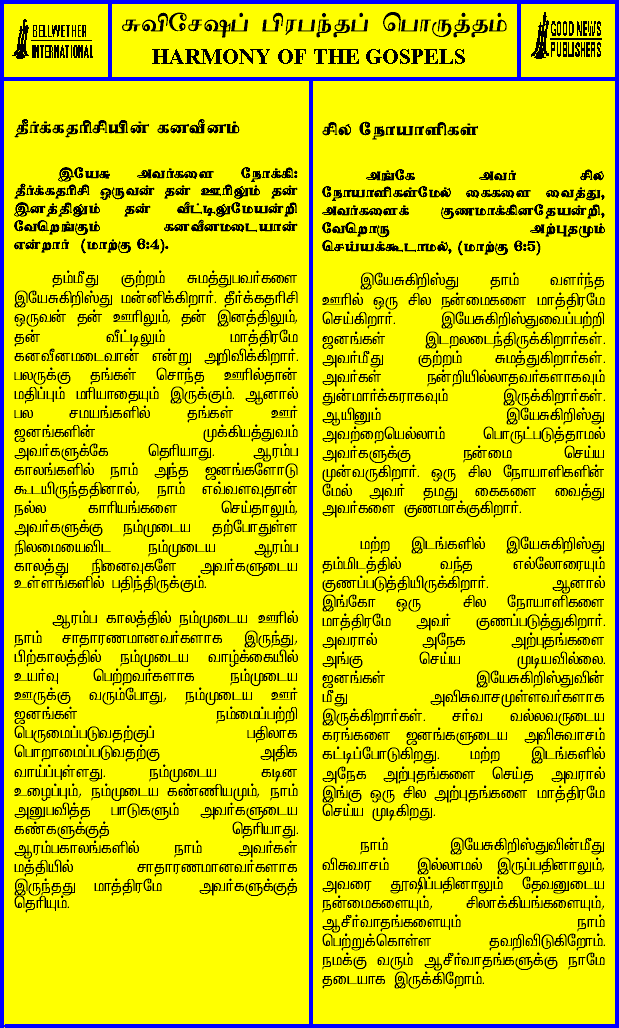 BELLWETHER
INTERNATIONAL
சுவிசேஷப் பிரபந்தப் பொருத்தம்
HARMONY OF THE GOSPELS
GOOD NEWS
PUBLISHERS
தீர்க்கதரிசியின் கனவீனம்
இயேசு அவர்களை நோக்கி:
தீர்க்கதரிசி ஒருவன் தன் ஊரிலும் தன்
இனத்திலும் தன் வீட்டிலுமேயன்றி
வேறெங்கும் கனவீனமடையான்
என்றார் (மாற்கு 6:4).
தம்மீது குற்றம் சுமத்துபவர்களை
இயேசுகிறிஸ்து மன்னிக்கிறார். தீர்க்கதரிசி
ஒருவன் தன் ஊரிலும், தன் இனத்திலும்,
தன் வீட்டிலும் மாத்திரமே
கனவீனமடைவான் என்று அறிவிக்கிறார்.
பலருக்கு தங்கள் சொந்த ஊரில்தான்
மதிப்பும் மரியாதையும் இருக்கும். ஆனால்
பல சமயங்களில் தங்கள் ஊர்
ஜனங்களின் முக்கியத்துவம்
அவர்களுக்கே தெரியாது. ஆரம்ப
காலங்களில் நாம் அந்த ஜனங்களோடு
கூடயிருந்ததினால், நாம் எவ்வளவுதான்
நல்ல காரியங்களை செய்தாலும்,
அவர்களுக்கு நம்முடைய தற்போதுள்ள
நிலமையைவிட நம்முடைய ஆரம்ப
காலத்து நினைவுகளே அவர்களுடைய
உள்ளங்களில் பதிந்திருக்கும்.
ஆரம்ப காலத்தில் நம்முடைய ஊரில்
நாம் சாதாரணமானவர்களாக இருந்து,
பிற்காலத்தில் நம்முடைய வாழ்க்கையில்
உயர்வு பெற்றவர்களாக நம்முடைய
ஊருக்கு வரும்போது, நம்முடைய ஊர்
ஜனங்கள் நம்மைப்பற்றி
பெருமைப்படுவதற்குப் பதிலாக
பொறாமைப்படுவதற்கு அதிக
வாய்ப்புள்ளது. நம்முடைய கடின
உழைப்பும், நம்முடைய கண்ணியமும், நாம்
அனுபவித்த பாடுகளும் அவர்களுடைய
கண்களுக்குத் தெரியாது.
ஆரம்பகாலங்களில் நாம் அவர்கள்
மத்தியில் சாதாரணமானவர்களாக
இருந்தது மாத்திரமே அவர்களுக்குத்
தெரியும்.
சில நோயாளிகள்
அங்கே அவர் சில
நோயாளிகள்மேல் கைகளை வைத்து,
அவர்களைக் குணமாக்கினதேயன்றி,
வேறொரு அற்புதமும்
செய்யக்கூடாமல், (மாற்கு 6:5)
இயேசுகிறிஸ்து தாம் வளர்ந்த
ஊரில் ஒரு சில நன்மைகளை மாத்திரமே
செய்கிறார். இயேசுகிறிஸ்துவைப்பற்றி
ஜனங்கள் இடறலடைந்திருக்கிறார்கள்.
அவர்மீது குற்றம் சுமத்துகிறார்கள்.
அவர்கள் நன்றியில்லாதவர்களாகவும்
துன்மார்க்கராகவும் இருக்கிறார்கள்.
ஆயினும் இயேசுகிறிஸ்து
அவற்றையெல்லாம் பொருட்படுத்தாமல்
அவர்களுக்கு நன்மை செய்ய
முன்வருகிறார். ஒரு சில நோயாளிகளின்
மேல் அவர் தமது கைகளை வைத்து
அவர்களை குணமாக்குகிறார்.
மற்ற இடங்களில் இயேசுகிறிஸ்து
தம்மிடத்தில் வந்த எல்லோரையும்
குணப்படுத்தியிருக்கிறார். ஆனால்
இங்கோ ஒரு சில நோயாளிகளை
மாத்திரமே அவர் குணப்படுத்துகிறார்.
அவரால் அநேக அற்புதங்களை
அங்கு செய்ய முடியவில்லை.
ஜனங்கள் இயேசுகிறிஸ்துவின்
மீது அவிசுவாசமுள்ளவர்களாக
இருக்கிறார்கள். சர்வ வல்லவருடைய
கரங்களை ஜனங்களுடைய அவிசுவாசம்
கட்டிப்போடுகிறது. மற்ற இடங்களில்
அநேக அற்புதங்களை செய்த அவரால்
இங்கு ஒரு சில அற்புதங்களை மாத்திரமே
செய்ய முடிகிறது.
நாம் இயேசுகிறிஸ்துவின்மீது
விசுவாசம் இல்லாமல் இருப்பதினாலும்,
அவரை தூஷிப்பதினாலும் தேவனுடைய
நன்மைகளையும், சிலாக்கியங்களையும்,
ஆசீர்வாதங்களையும் நாம்
பெற்றுக்கொள்ள தவறிவிடுகிறோம்.
நமக்கு வரும் ஆசீர்வாதங்களுக்கு நாமே
தடையாக இருக்கிறோம்.